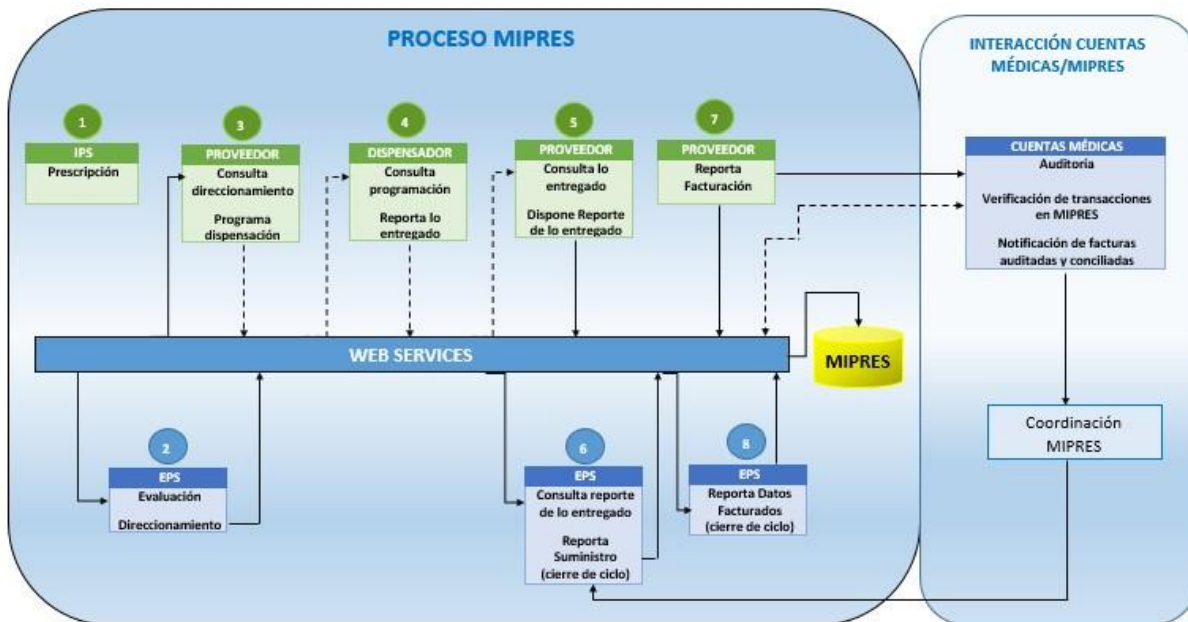 PROCESO MIPRES
INTERACCIÓN CUENTAS
MÉDICAS/MIPRES
1
IPS
Prescripción
3
PROVEEDOR
Consulta
direccionamiento
Programa
dispensación
4
DISPENSADOR
Consulta
programación
Reporta lo
entregado
5
PROVEEDOR
Consulta lo
entregado
Dispone Reporte
de lo entregado
7
PROVEEDOR
Reporta
Facturación
CUENTAS MÉDICAS
Auditoría
Verificación de transacciones
en MIPRES
Notificación de facturas
auditadas y conciliadas
WEB SERVICES
MIPRES
2
EPS
Evaluación
Direccionamiento
6
EPS
Consulta reporte
de lo entregado
Reporta
Suministro
(cierre de ciclo)
8
EPS
Reporta Datos
Facturados
(cierre de ciclo)
Coordinación
MIPRES